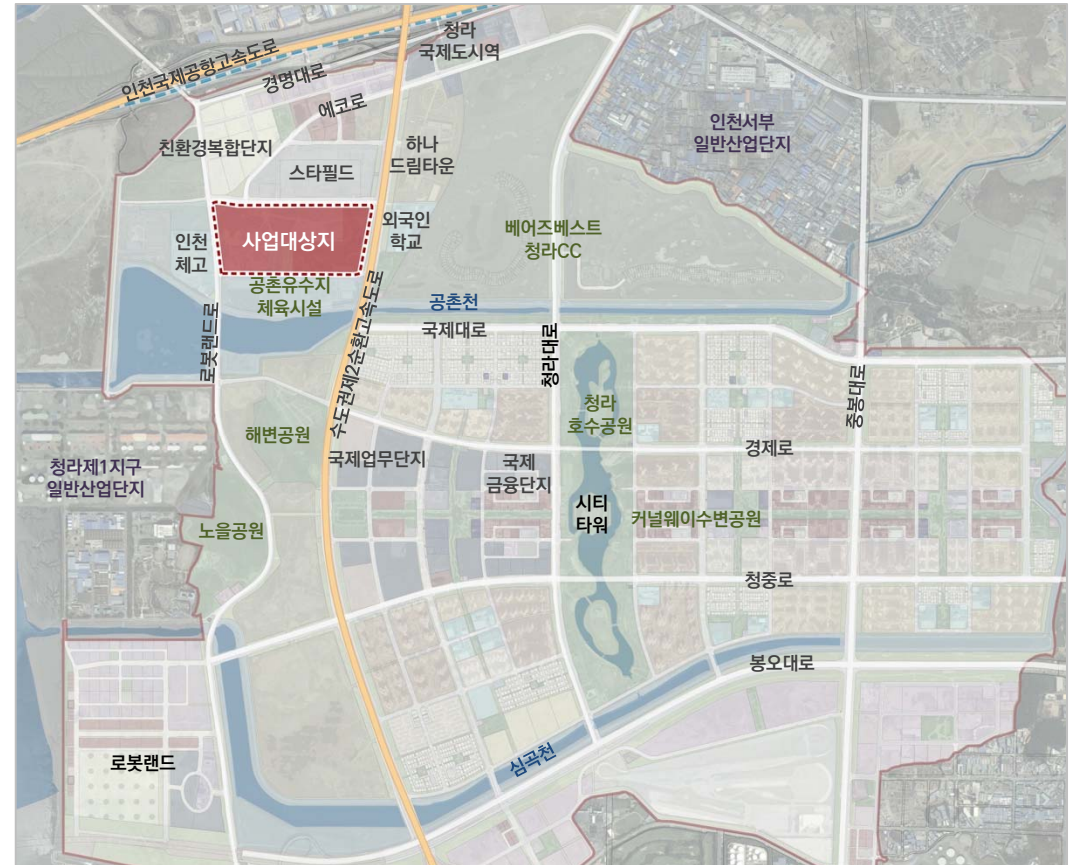 청라
국제도시역
인천국제공항고속도로
경명대로
에코로
인천서부
일반산업단지
친환경복합단지
하나
드림타운
스타필드
외국인
학교
베어즈베스트
청라CC
인천
체고
사업대상지
공촌유수지
체육시설
공촌천
국제대로
로봇랜드로
수도권제2순환고속도로
청라대로
중봉대로
청라
호수공원
해변공원
경제로
국제업무단지
국제
금융단지
청라제1지구
일반산업단지
시티
타워
커널웨이수변공원
노을공원
청중로
봉오대로
로봇랜드
심곡천